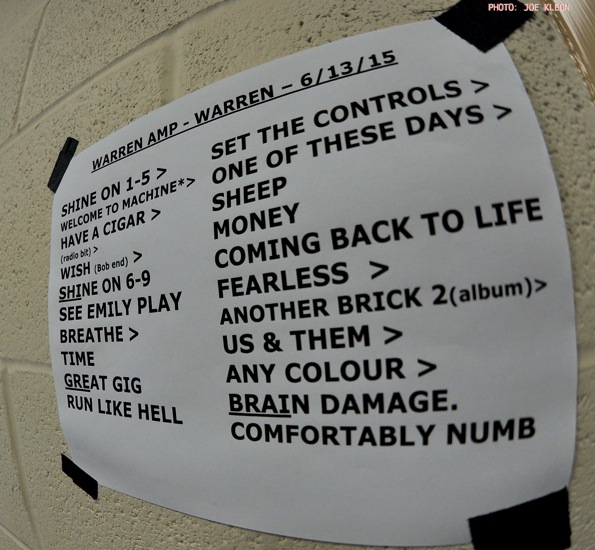 PHOTO: JOE KLEON
WARREN AMP - WARREN – 6/13/15
SHINE ON 1-5 >
WELCOME TO MACHINE*>
HAVE A CIGAR >
(radio bit) >
WISH (Bob end) >
SHINE ON 6-9
SEE EMILY PLAY
BREATHE >
TIME
GREAT GIG
RUN LIKE HELL
SET THE CONTROLS >
ONE OF THESE DAYS >
SHEEP
MONEY
COMING BACK TO LIFE
FEARLESS >
ANOTHER BRICK 2(album)>
US & THEM >
ANY COLOUR >
BRAIN DAMAGE.
COMFORTABLY NUMB